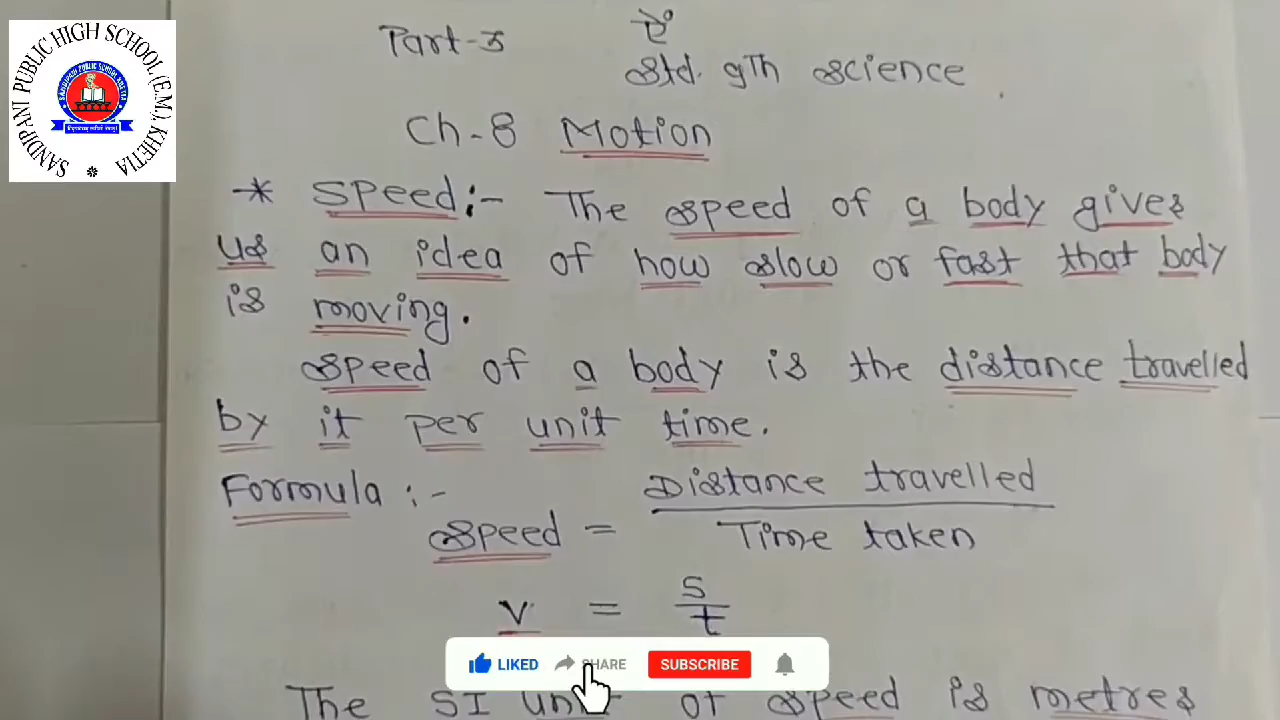 SANDIPANI PUBLIC HIGH SCHOOL (E.M.), KHETIA
Part-3
ऐं
Std. 9Th Science
Ch-8 Motion
* Speed:- The speed of a body gives
us an idea of how slow or fast that body
is moving.
Speed of a body is the distance travelled
by it per unit time.
Formula :-
Distance travelled
Speed =
Time taken
v = s/t
LIKED SHARE SUBSCRIBE
The SI unit of speed is metres